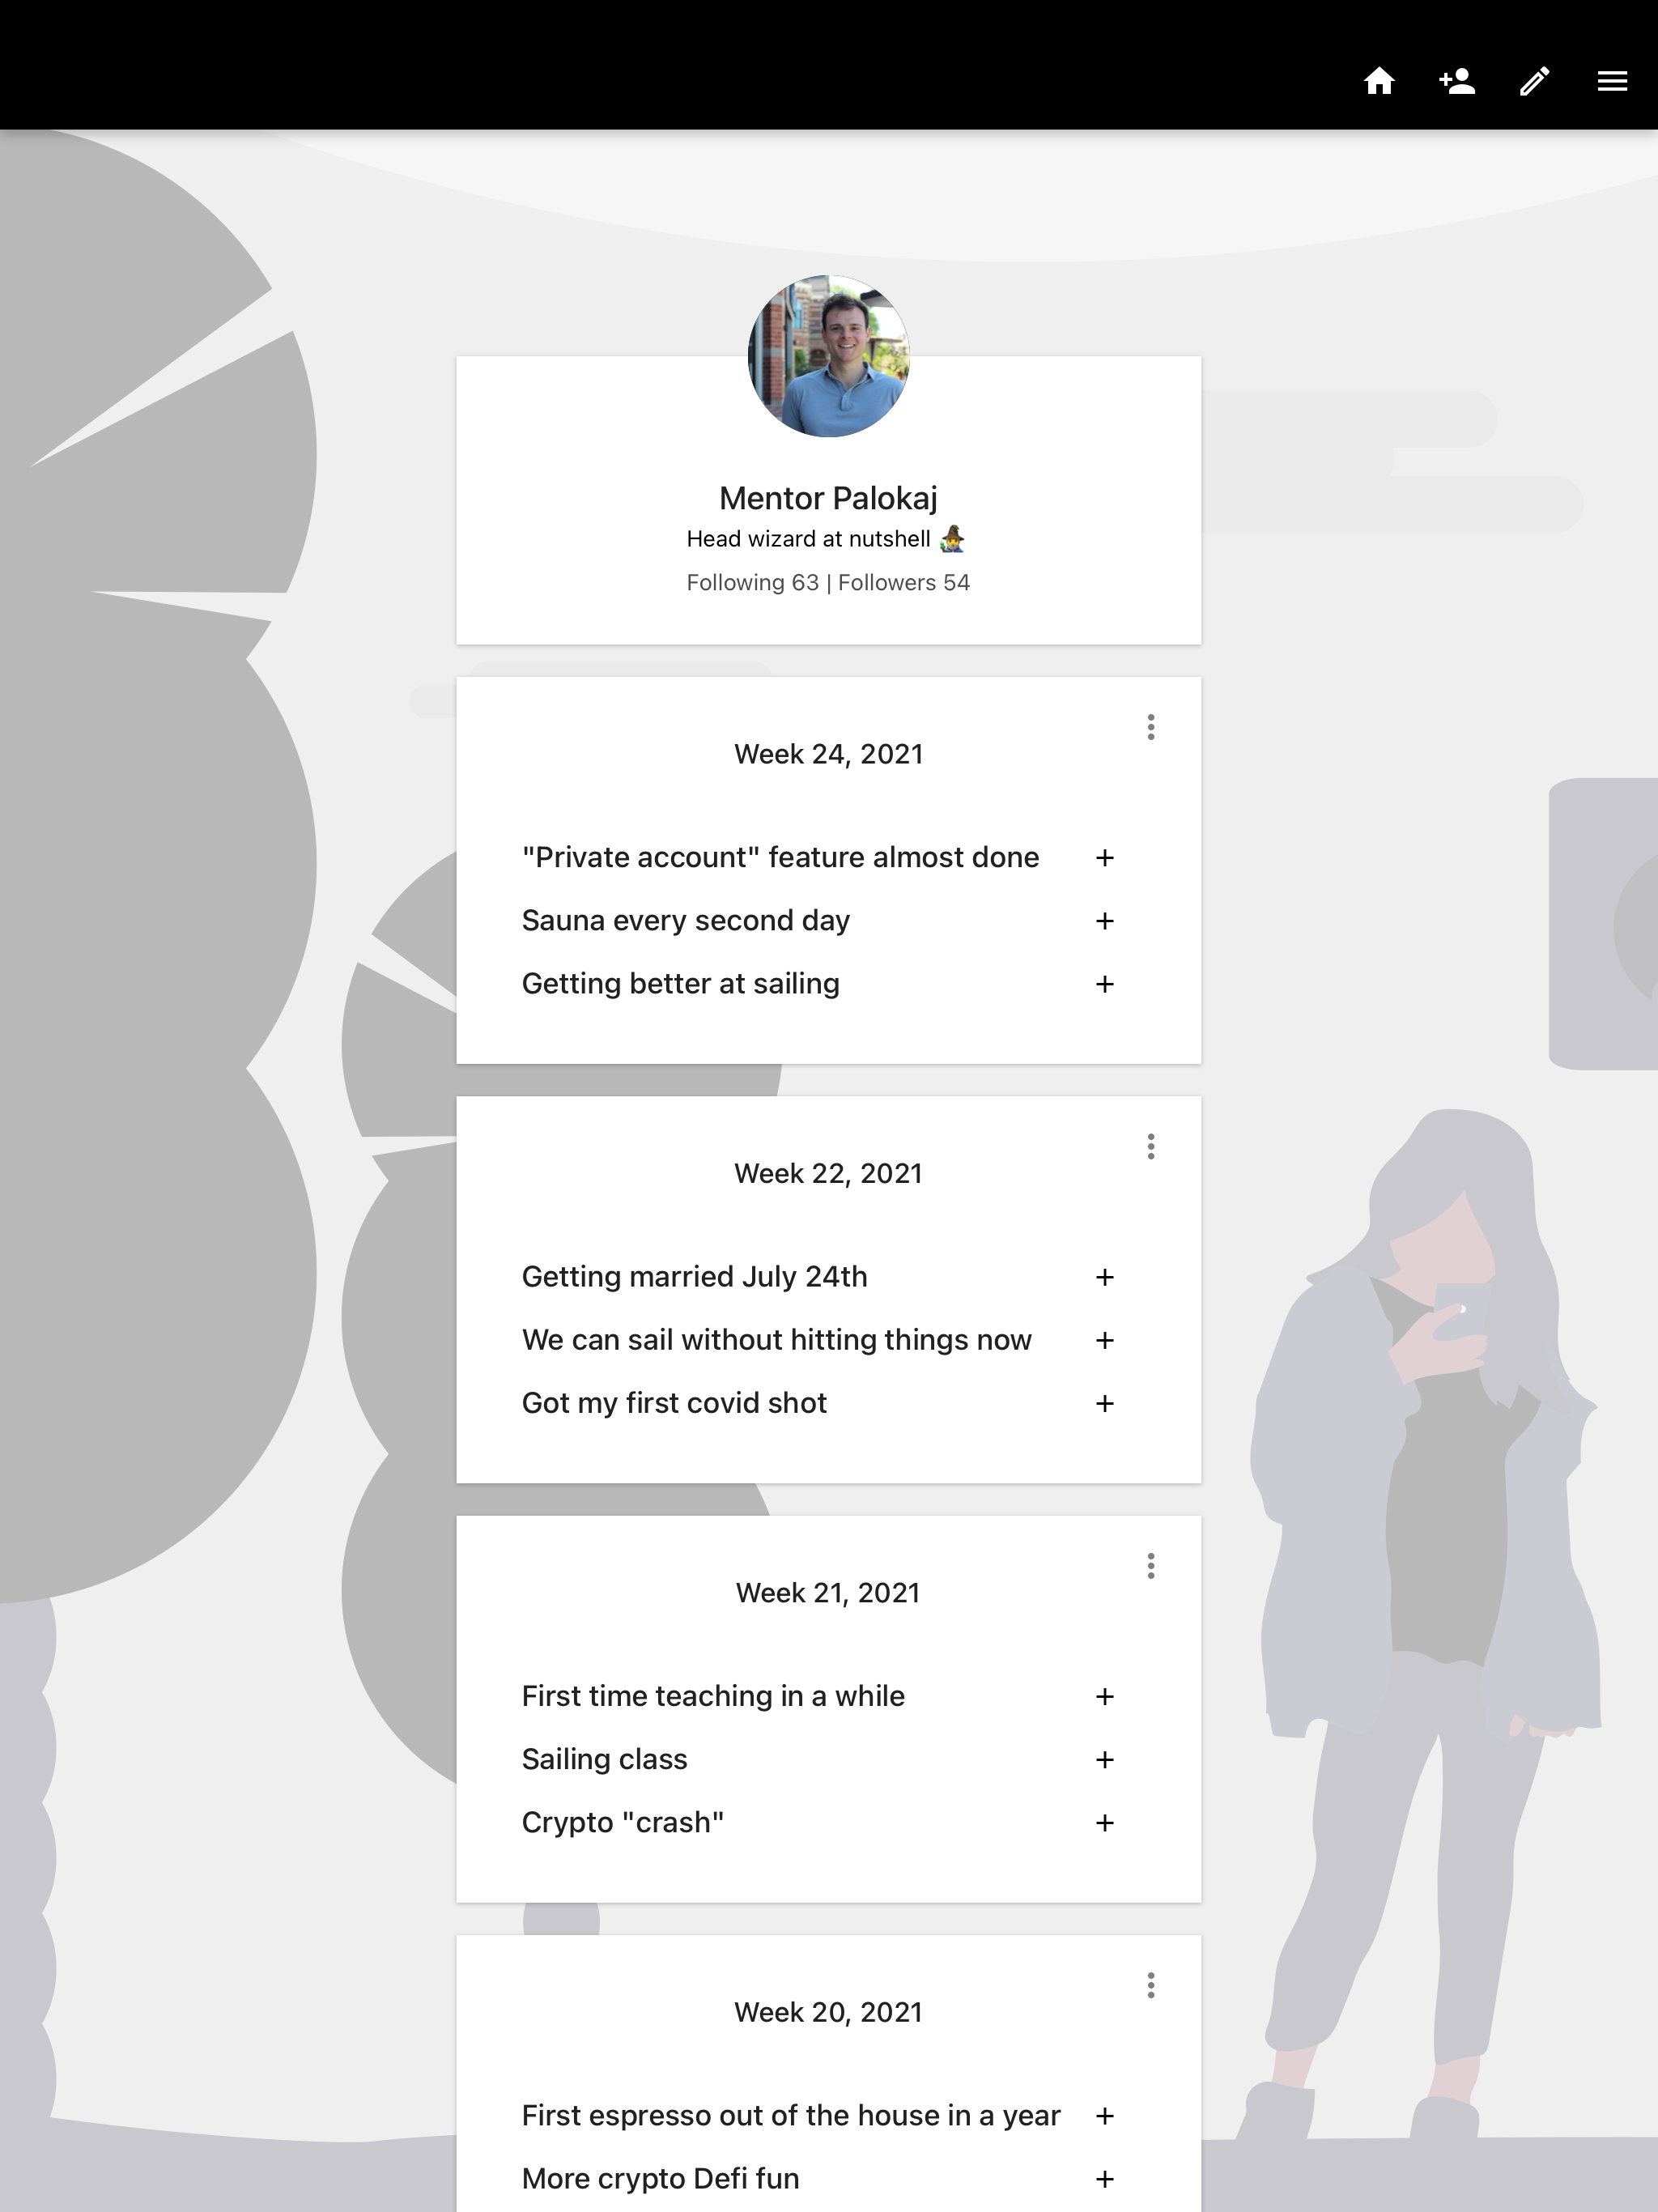 Mentor Palokaj
Head wizard at nutshell 🧙‍♂️
Following 63 | Followers 54
Week 24, 2021
"Private account" feature almost done +
Sauna every second day +
Getting better at sailing +
Week 22, 2021
Getting married July 24th +
We can sail without hitting things now +
Got my first covid shot +
Week 21, 2021
First time teaching in a while +
Sailing class +
Crypto "crash" +
Week 20, 2021
First espresso out of the house in a year +
More crypto Defi fun +